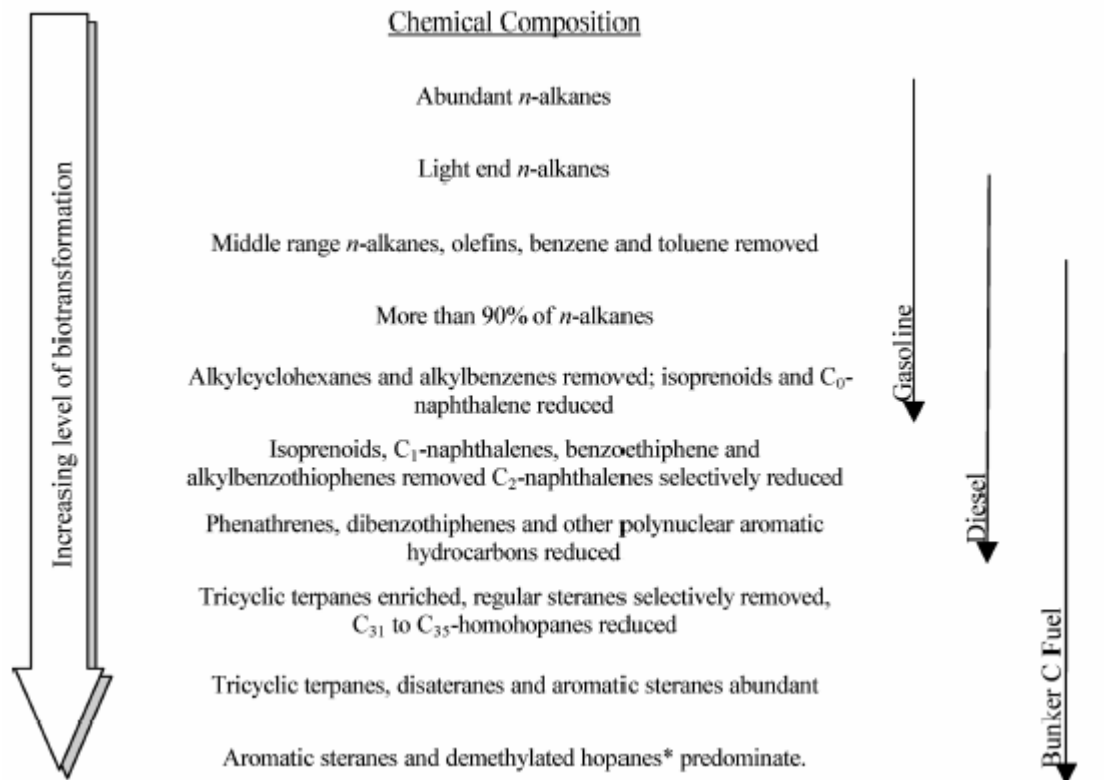 Chemical Composition
Abundant n-alkanes
Light end n-alkanes
Middle range n-alkanes, olefins, benzene and toluene removed
More than 90% of n-alkanes
Alkylcyclohexanes and alkylbenzenes removed; isoprenoids and C₀-
naphthalene reduced
Isoprenoids, C₁-naphthalenes, benzoethiphene and
alkylbenzothiophenes removed C₂-naphthalenes selectively reduced
Phenathrenes, dibenzothiphenes and other polynuclear aromatic
hydrocarbons reduced
Tricyclic terpanes enriched, regular steranes selectively removed,
C₃₁ to C₃₅-homohopanes reduced
Tricyclic terpanes, disateranes and aromatic steranes abundant
Aromatic steranes and demethylated hopanes* predominate.
Increasing level of biotransformation
Gasoline
Diesel
Bunker C Fuel